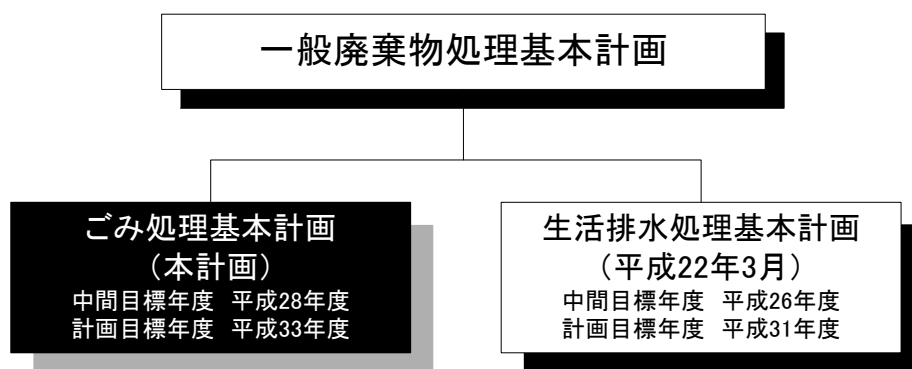 一般廃棄物処理基本計画
ごみ処理基本計画
（本計画）
中間目標年度　平成28年度
計画目標年度　平成33年度
生活排水処理基本計画
（平成22年3月）
中間目標年度　平成26年度
計画目標年度　平成31年度